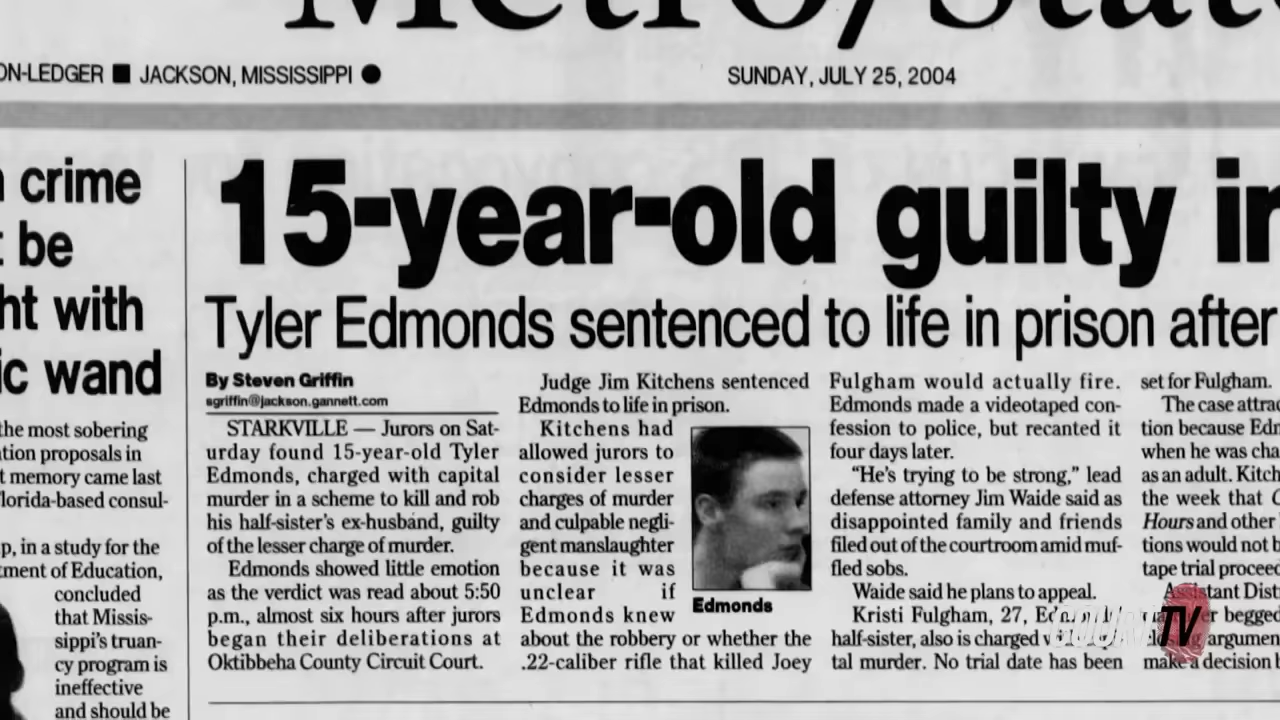 Metro/State
ON-LEDGER ■ JACKSON, MISSISSIPPI ●
SUNDAY, JULY 25, 2004
crime
be
ht with
ic wand
the most sobering
tion proposals in
t memory came last
lorida-based consul-
p, in a study for the
ment of Education,
concluded
that Missis-
sippi's truan-
cy program is
ineffective
and should be
15-year-old guilty in
Tyler Edmonds sentenced to life in prison after
By Steven Griffin
sgriffin@jackson.gannett.com
STARKVILLE — Jurors on Sat-
urday found 15-year-old Tyler
Edmonds, charged with capital
murder in a scheme to kill and rob
his half-sister's ex-husband, guilty
of the lesser charge of murder.
Edmonds showed little emotion
as the verdict was read about 5:50
p.m., almost six hours after jurors
began their deliberations at
Oktibbeha County Circuit Court.
Judge Jim Kitchens sentenced
Edmonds to life in prison.
Kitchens had
allowed jurors to
consider lesser
charges of murder
and culpable negli-
gent manslaughter
because it was
unclear if
Edmonds knew
about the robbery or whether the
.22-caliber rifle that killed Joey
Edmonds
Fulgham would actually fire.
Edmonds made a videotaped con-
fession to police, but recanted it
four days later.
"He's trying to be strong," lead
defense attorney Jim Waide said as
disappointed family and friends
filed out of the courtroom amid muf-
fled sobs.
Waide said he plans to appeal.
Kristi Fulgham, 27,
half-sister, also is charged
tal murder. No trial date has been
set for Fulgham.
The case attrac
tion because Edm
when he was cha
as an adult. Kitch
the week that
Hours and other
tions would not b
tape trial proceed
Assistant Dist
er begged
argumen
make a decision b
COURT TV